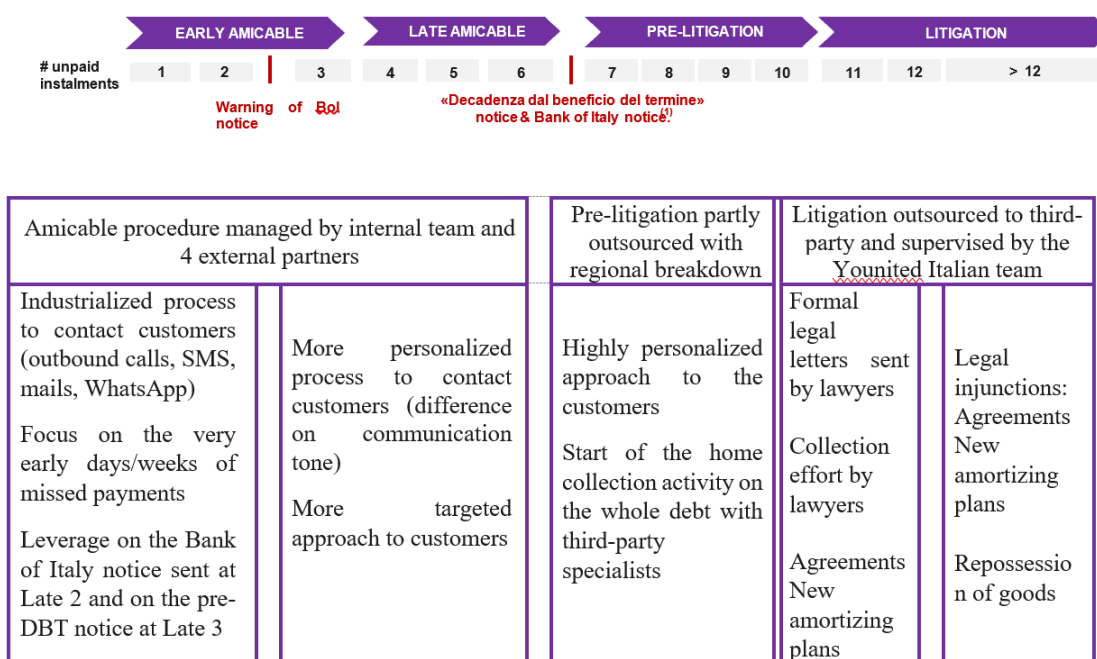 EARLY AMICABLE
LATE AMICABLE
PRE-LITIGATION
LITIGATION
# unpaid
instalments
1
2
3
4
5
6
7
8
9
10
11
12
> 12
Warning of BoI
notice
«Decadenza dal beneficio del termine»
notice & Bank of Italy notice.(1)
Amicable procedure managed by internal team and
4 external partners
Pre-litigation partly
outsourced with
regional breakdown
Litigation outsourced to third-
party and supervised by the
Younited Italian team
Industrialized process
to contact customers
(outbound calls, SMS,
mails, WhatsApp)
Focus on the very
early days/weeks of
missed payments
Leverage on the Bank
of Italy notice sent at
Late 2 and on the pre-
DBT notice at Late 3
More personalized
process to contact
customers (difference
on communication
tone)
More targeted
approach to customers
Highly personalized
approach to the
customers
Start of the home
collection activity on
the whole debt with
third-party
specialists
Formal
legal
letters sent
by lawyers
Collection
effort by
lawyers
Agreements
New
amortizing
plans
Legal
injunctions:
Agreements
New
amortizing
plans
Repossessio
n of goods